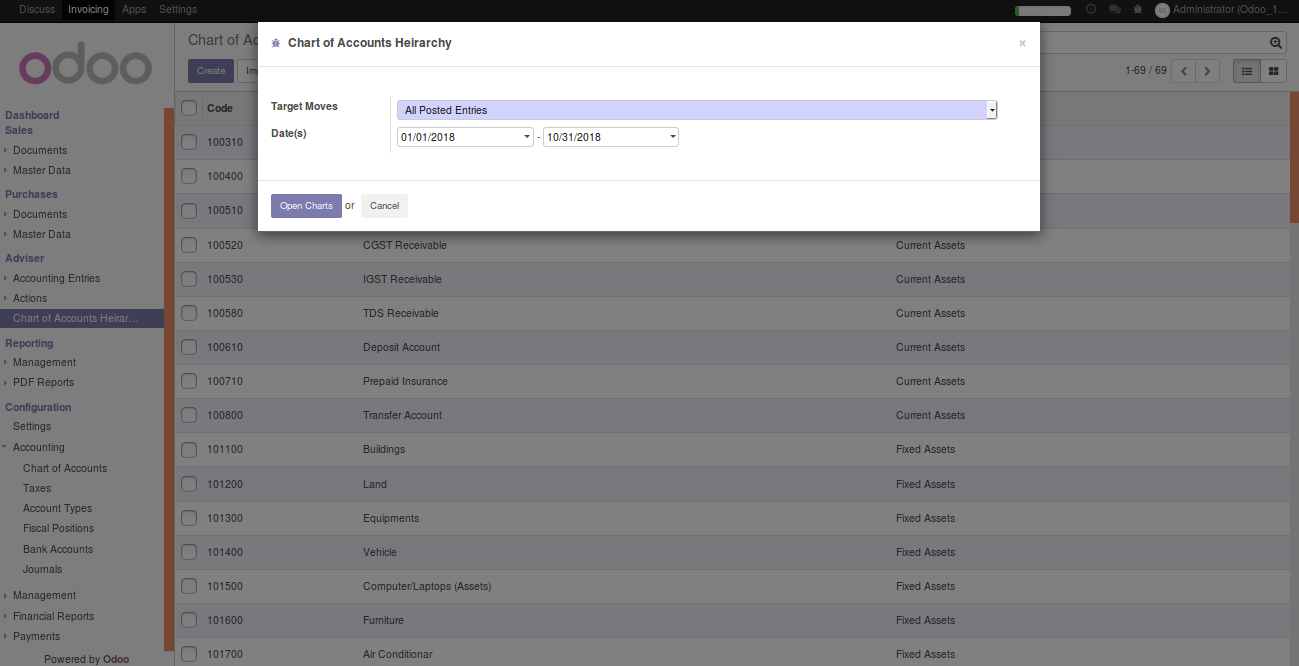 Discuss Invoicing Apps Settings Administrator (Odoo_1...
odoo
Dashboard
Sales
Documents
Master Data
Purchases
Documents
Master Data
Adviser
Accounting Entries
Actions
Chart of Accounts Heirar...
Reporting
Management
PDF Reports
Configuration
Settings
Accounting
Chart of Accounts
Taxes
Account Types
Fiscal Positions
Bank Accounts
Journals
Management
Financial Reports
Payments
Powered by Odoo
Chart of Ac
Create Im
1-69 / 69
Chart of Accounts Heirarchy ×
Target Moves All Posted Entries
Date(s) 01/01/2018 - 10/31/2018
Open Charts or Cancel
Code
100310
100400
100510
100520 CGST Receivable Current Assets
100530 IGST Receivable Current Assets
100580 TDS Receivable Current Assets
100610 Deposit Account Current Assets
100710 Prepaid Insurance Current Assets
100800 Transfer Account Current Assets
101100 Buildings Fixed Assets
101200 Land Fixed Assets
101300 Equipments Fixed Assets
101400 Vehicle Fixed Assets
101500 Computer/Laptops (Assets) Fixed Assets
101600 Furniture Fixed Assets
101700 Air Conditionar Fixed Assets